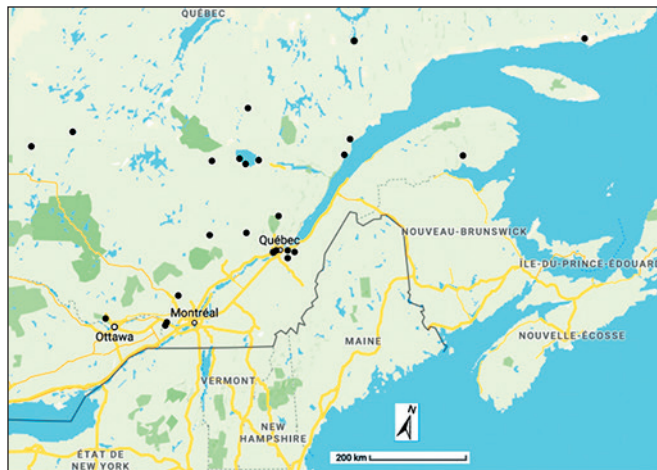 QUÉBEC
Québec
NOUVEAU-BRUNSWICK
ÎLE-DU-PRINCE-ÉDOUARD
Montréal
Ottawa
MAINE
NOUVELLE-ÉCOSSE
VERMONT
NEW
HAMPSHIRE
N
ÉTAT DE
NEW YORK
200 km